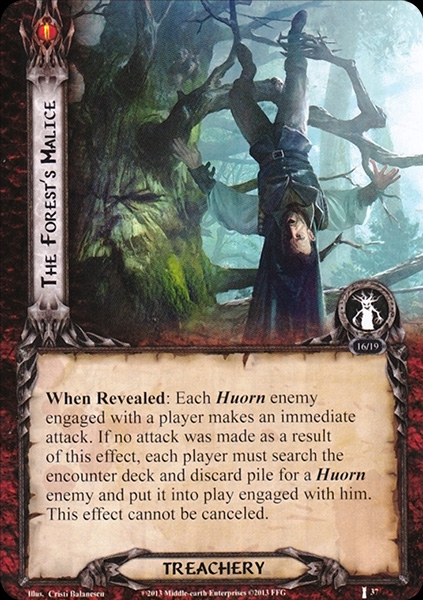 THE FOREST'S MALICE
16/19
When Revealed: Each Huorn enemy
engaged with a player makes an immediate
attack. If no attack was made as a result
of this effect, each player must search the
encounter deck and discard pile for a Huorn
enemy and put it into play engaged with him.
This effect cannot be canceled.
TREACHERY
Illus. Cristi Balanescu ©2013 Middle-earth Enterprises ©2013 FFG 37